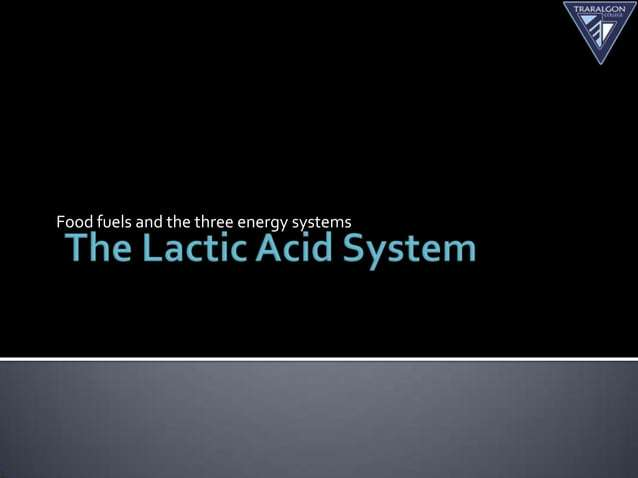 TRARALGON
COLLEGE
Food fuels and the three energy systems
The Lactic Acid System